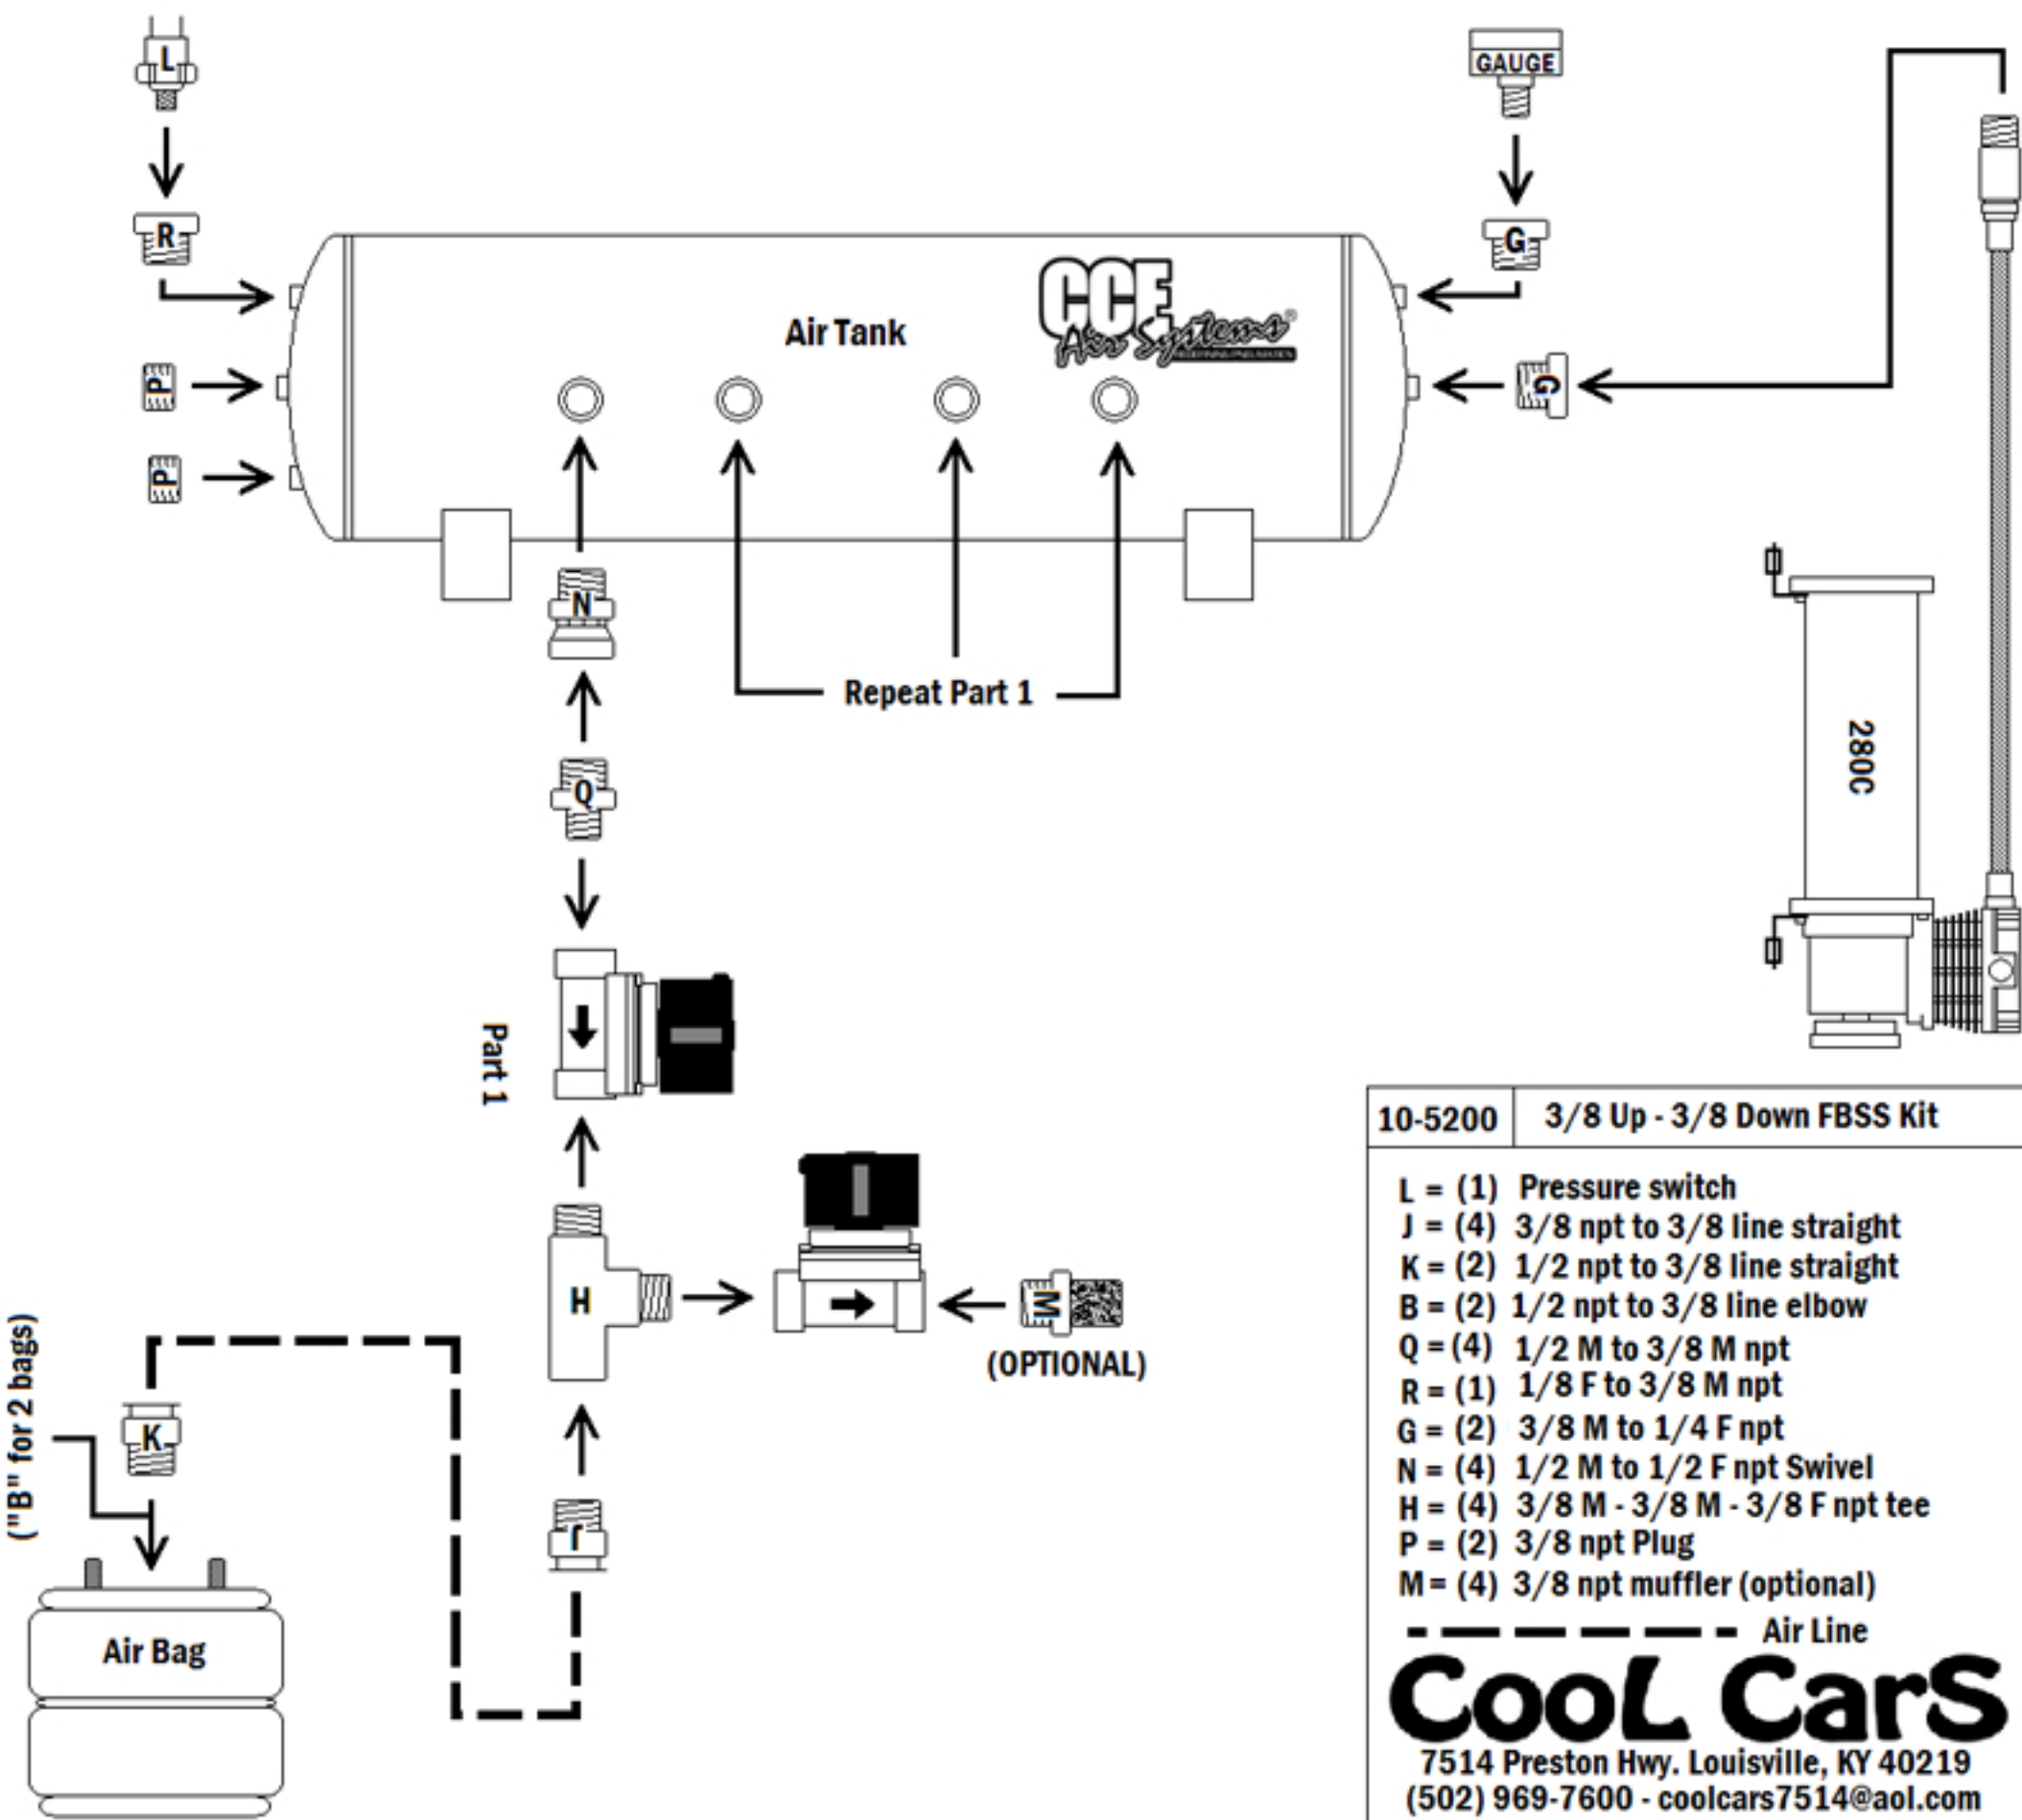 L
GAUGE
R
G
CCE
Air Systems®
Air Tank
P
G
P
N
Repeat Part 1
Q
280C
Part 1
10-5200 3/8 Up - 3/8 Down FBSS Kit
L = (1) Pressure switch
J = (4) 3/8 npt to 3/8 line straight
K = (2) 1/2 npt to 3/8 line straight
B = (2) 1/2 npt to 3/8 line elbow
Q = (4) 1/2 M to 3/8 M npt
R = (1) 1/8 F to 3/8 M npt
G = (2) 3/8 M to 1/4 F npt
N = (4) 1/2 M to 1/2 F npt Swivel
H = (4) 3/8 M - 3/8 M - 3/8 F npt tee
P = (2) 3/8 npt Plug
M = (4) 3/8 npt muffler (optional)
Air Line
CooL CarS
7514 Preston Hwy. Louisville, KY 40219
(502) 969-7600 - coolcars7514@aol.com
H
M
(OPTIONAL)
("B" for 2 bags)
K
J
Air Bag